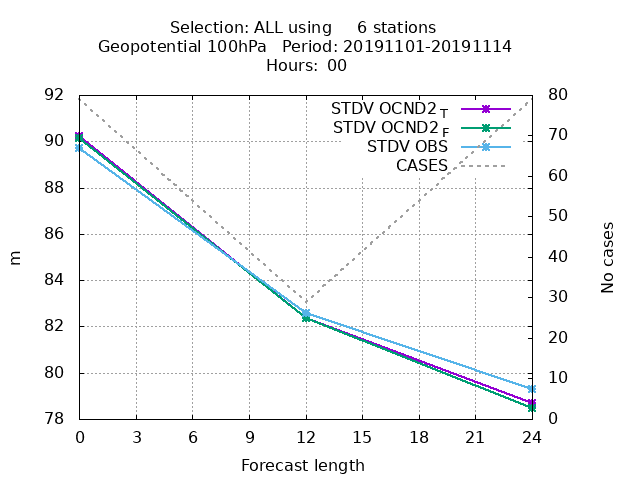 Selection: ALL using     6 stations
Geopotential 100hPa   Period: 20191101-20191114
Hours: 00
92
90
88
86
84
82
80
78
m
80
70
60
50
40
30
20
10
0
No cases
STDV OCND2 T
STDV OCND2 F
STDV OBS
CASES
0 3 6 9 12 15 18 21 24
Forecast length